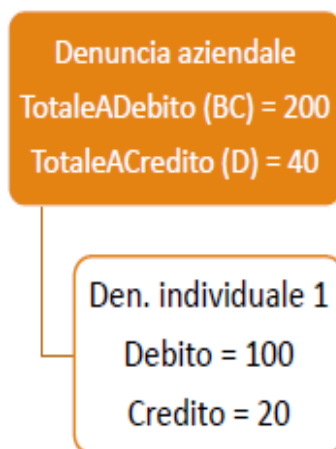 Denuncia aziendale
TotaleADebito (BC) = 200
TotaleACredito (D) = 40
Den. individuale 1
Debito = 100
Credito = 20